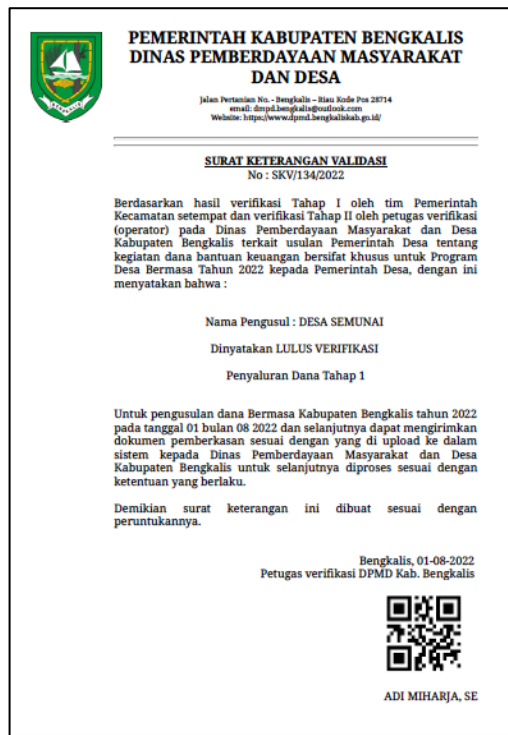 PEMERINTAH KABUPATEN BENGKALIS
DINAS PEMBERDAYAAN MASYARAKAT
DAN DESA
Jalan Pertanian No. - Bengkalis – Riau Kode Pos 28714
email: dmpd.bengkalis@outlook.com
Website: https://www.dpmd.bengkaliskab.go.id/
SURAT KETERANGAN VALIDASI
No : SKV/134/2022
Berdasarkan hasil verifikasi Tahap I oleh tim Pemerintah
Kecamatan setempat dan verifikasi Tahap II oleh petugas verifikasi
(operator) pada Dinas Pemberdayaan Masyarakat dan Desa
Kabupaten Bengkalis terkait usulan Pemerintah Desa tentang
kegiatan dana bantuan keuangan bersifat khusus untuk Program
Desa Bermasa Tahun 2022 kepada Pemerintah Desa, dengan ini
menyatakan bahwa :
Nama Pengusul : DESA SEMUNAI
Dinyatakan LULUS VERIFIKASI
Penyaluran Dana Tahap 1
Untuk pengusulan dana Bermasa Kabupaten Bengkalis tahun 2022
pada tanggal 01 bulan 08 2022 dan selanjutnya dapat mengirimkan
dokumen pemberkasan sesuai dengan yang di upload ke dalam
sistem kepada Dinas Pemberdayaan Masyarakat dan Desa
Kabupaten Bengkalis untuk selanjutnya diproses sesuai dengan
ketentuan yang berlaku.
Demikian surat keterangan ini dibuat sesuai dengan
peruntukannya.
Bengkalis, 01-08-2022
Petugas verifikasi DPMD Kab. Bengkalis
ADI MIHARJA, SE